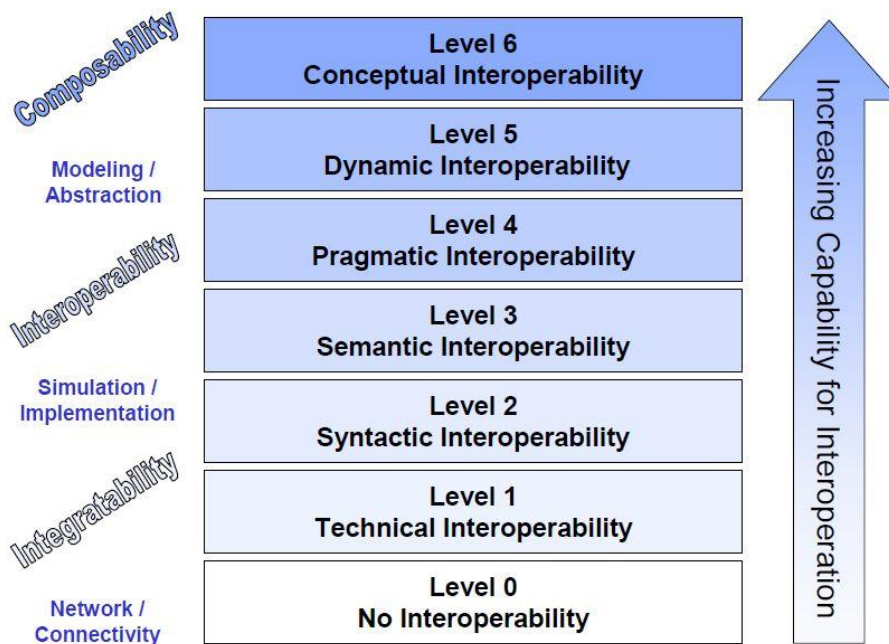 Composability
Level 6
Conceptual Interoperability
Modeling /
Abstraction
Level 5
Dynamic Interoperability
Interoperability
Level 4
Pragmatic Interoperability
Level 3
Semantic Interoperability
Simulation /
Implementation
Level 2
Syntactic Interoperability
Integratability
Level 1
Technical Interoperability
Network /
Connectivity
Level 0
No Interoperability
Increasing Capability for Interoperation